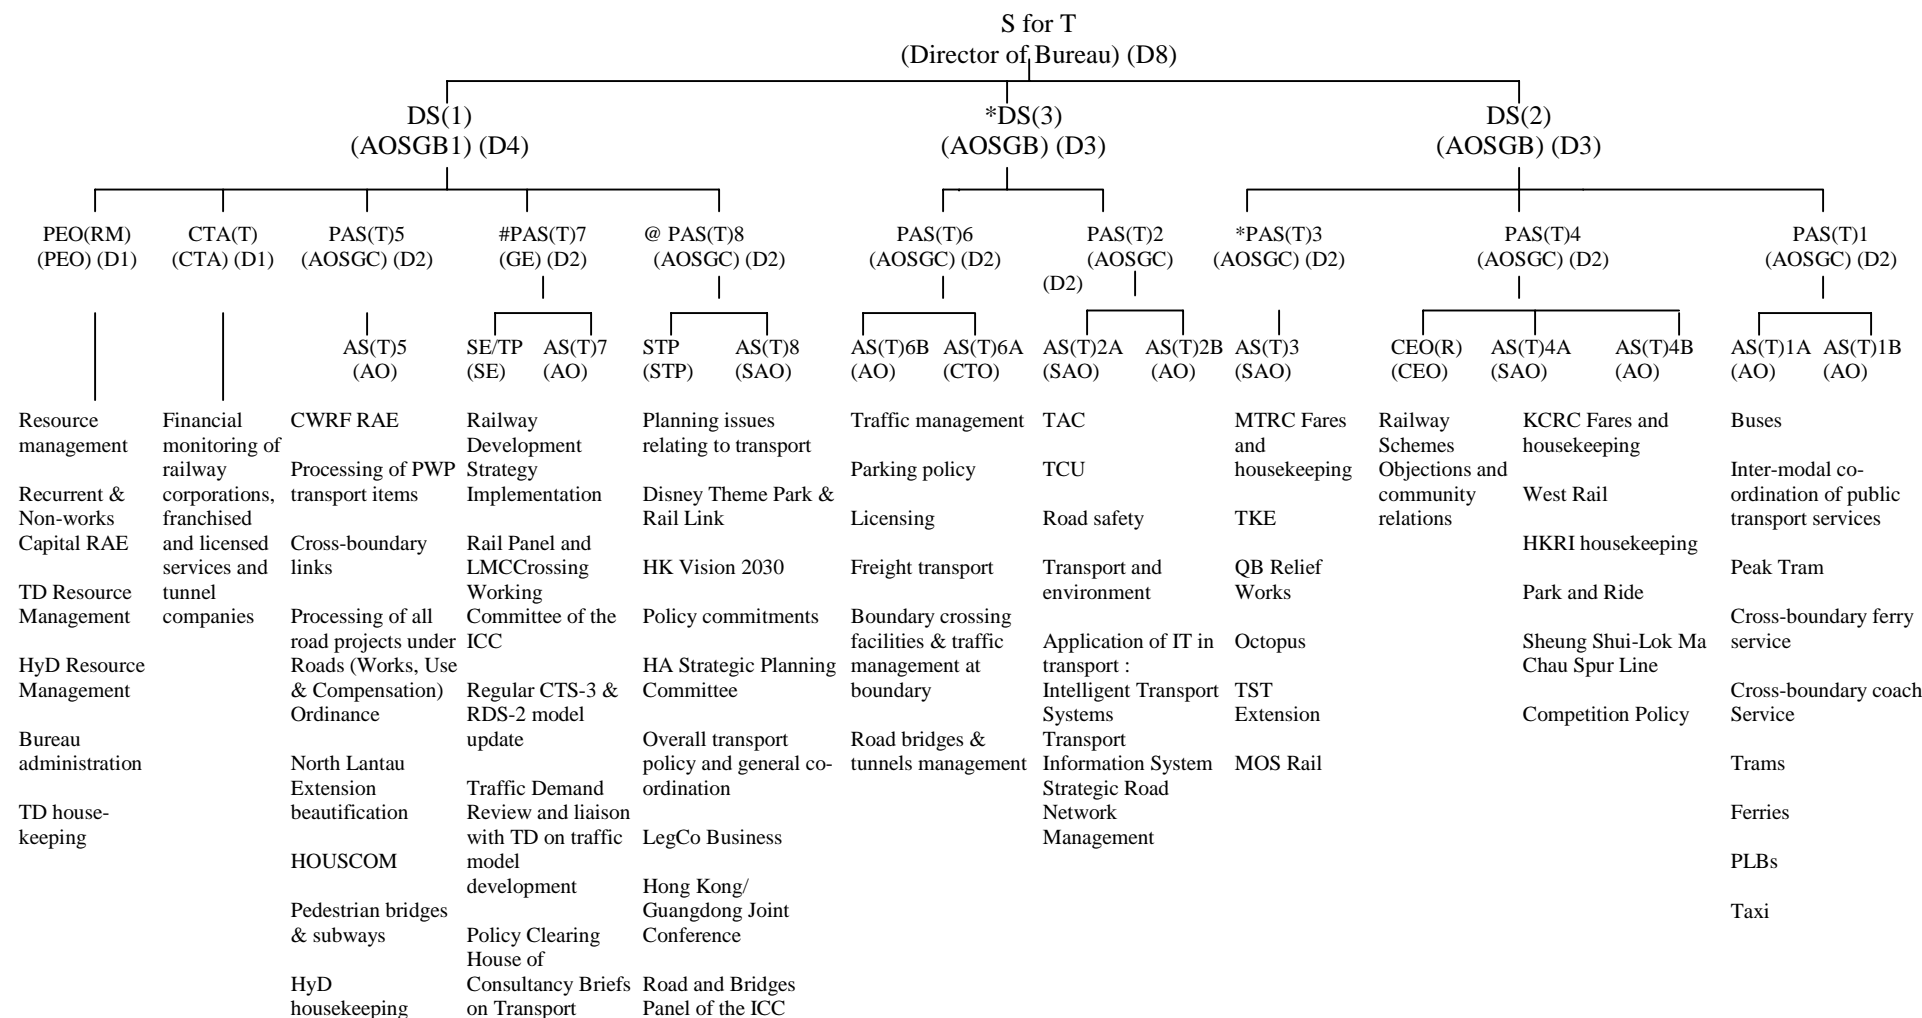 S for T
(Director of Bureau) (D8)
DS(1)
(AOSGB1) (D4)
*DS(3)
(AOSGB) (D3)
DS(2)
(AOSGB) (D3)
PEO(RM)
(PEO) (D1)
CTA(T)
(CTA) (D1)
PAS(T)5
(AOSGC) (D2)
#PAS(T)7
(GE) (D2)
@ PAS(T)8
(AOSGC) (D2)
PAS(T)6
(AOSGC) (D2)
PAS(T)2
(AOSGC)
(D2)
*PAS(T)3
(AOSGC) (D2)
PAS(T)4
(AOSGC) (D2)
PAS(T)1
(AOSGC) (D2)
AS(T)5
(AO)
SE/TP
(SE)
AS(T)7
(AO)
STP
(STP)
AS(T)8
(SAO)
AS(T)6B
(AO)
AS(T)6A
(CTO)
AS(T)2A
(SAO)
AS(T)2B
(AO)
AS(T)3
(SAO)
CEO(R)
(CEO)
AS(T)4A
(SAO)
AS(T)4B
(AO)
AS(T)1A
(AO)
AS(T)1B
(AO)
Resource
management
Recurrent &
Non-works
Capital RAE
TD Resource
Management
HyD Resource
Management
Bureau
administration
TD house-
keeping
Financial
monitoring of
railway
corporations,
franchised
and licensed
services and
tunnel
companies
CWRF RAE
Processing of PWP
transport items
Cross-boundary
links
Processing of all
road projects under
Roads (Works, Use
& Compensation)
Ordinance
North Lantau
Extension
beautification
HOUSCOM
Pedestrian bridges
& subways
HyD
housekeeping
Railway
Development
Strategy
Implementation
Rail Panel and
LMCCrossing
Working
Committee of the
ICC
Regular CTS-3 &
RDS-2 model
update
Traffic Demand
Review and liaison
with TD on traffic
model
development
Policy Clearing
House of
Consultancy Briefs
on Transport
Planning issues
relating to transport
Disney Theme Park &
Rail Link
HK Vision 2030
Policy commitments
HA Strategic Planning
Committee
Overall transport
policy and general co-
ordination
LegCo Business
Hong Kong/
Guangdong Joint
Conference
Road and Bridges
Panel of the ICC
Traffic management
Parking policy
Licensing
Freight transport
Boundary crossing
facilities & traffic
management at
boundary
Road bridges &
tunnels management
TAC
TCU
Road safety
Transport and
environment
Application of IT in
transport :
Intelligent Transport
Systems
Transport
Information System
Strategic Road
Network
Management
MTRC Fares
and
housekeeping
TKE
QB Relief
Works
Octopus
TST
Extension
MOS Rail
Railway
Schemes
Objections and
community
relations
KCRC Fares and
housekeeping
West Rail
HKRI housekeeping
Park and Ride
Sheung Shui-Lok Ma
Chau Spur Line
Competition Policy
Buses
Inter-modal co-
ordination of public
transport services
Peak Tram
Cross-boundary ferry
service
Cross-boundary coach
Service
Trams
Ferries
PLBs
Taxi